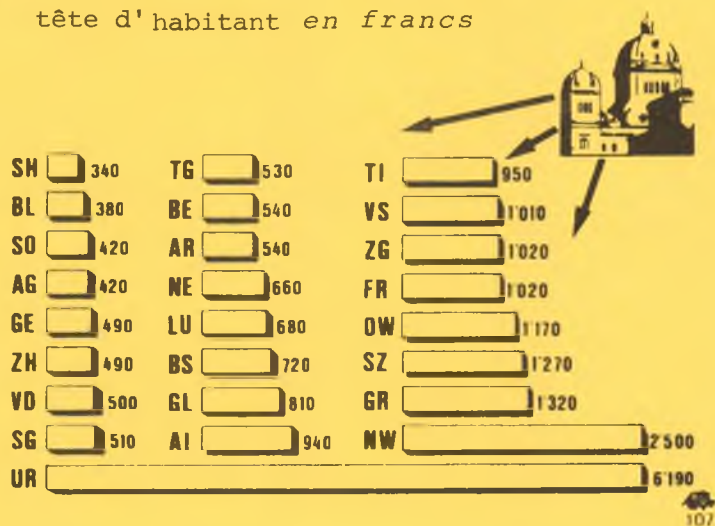 tête d'habitant en francs
SH 340
BL 380
SO 420
AG 420
GE 490
ZH 490
VD 500
SG 510
TG 530
BE 540
AR 540
NE 660
LU 680
BS 720
GL 810
AI 940
TI 950
VS 1'010
ZG 1'020
FR 1'020
OW 1'170
SZ 1'270
GR 1'320
NW 2'500
UR 6'190
107